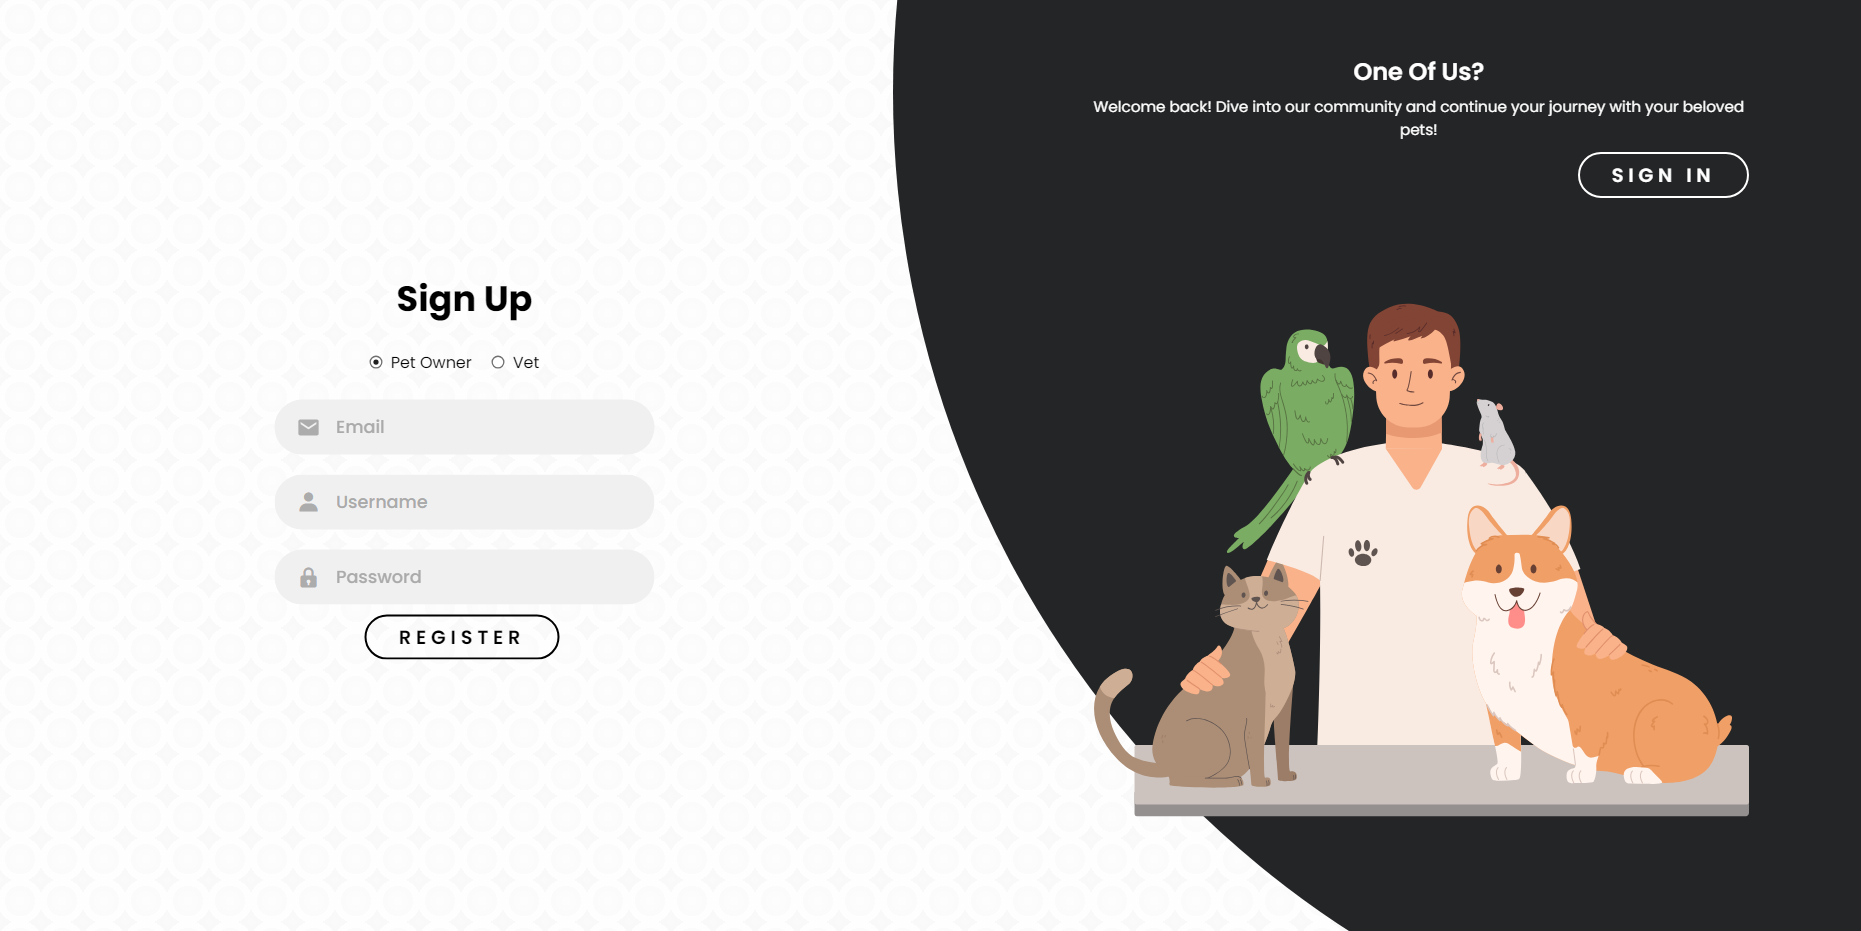 Sign Up
Pet Owner Vet
Email
Username
Password
REGISTER
One Of Us?
Welcome back! Dive into our community and continue your journey with your beloved
pets!
SIGN IN